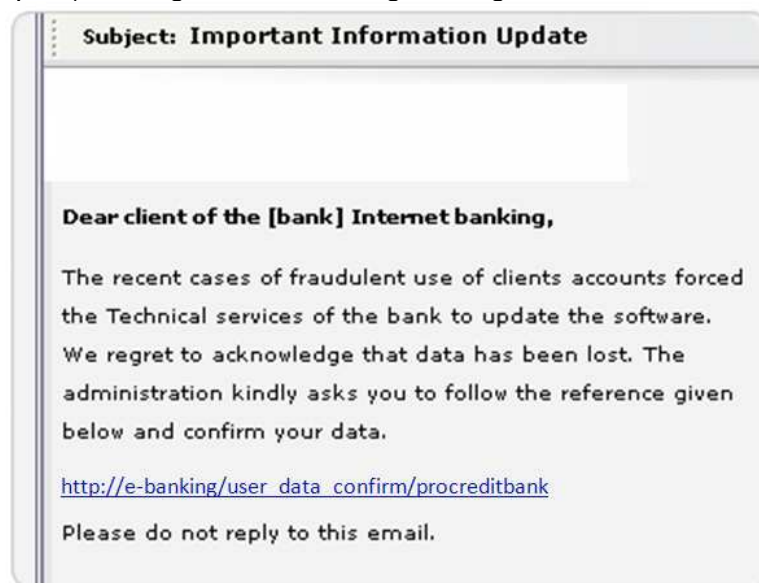 Subject: Important Information Update
Dear client of the [bank] Internet banking,
The recent cases of fraudulent use of clients accounts forced
the Technical services of the bank to update the software.
We regret to acknowledge that data has been lost. The
administration kindly asks you to follow the reference given
below and confirm your data.
http://e-banking/user_data_confirm/procreditbank
Please do not reply to this email.